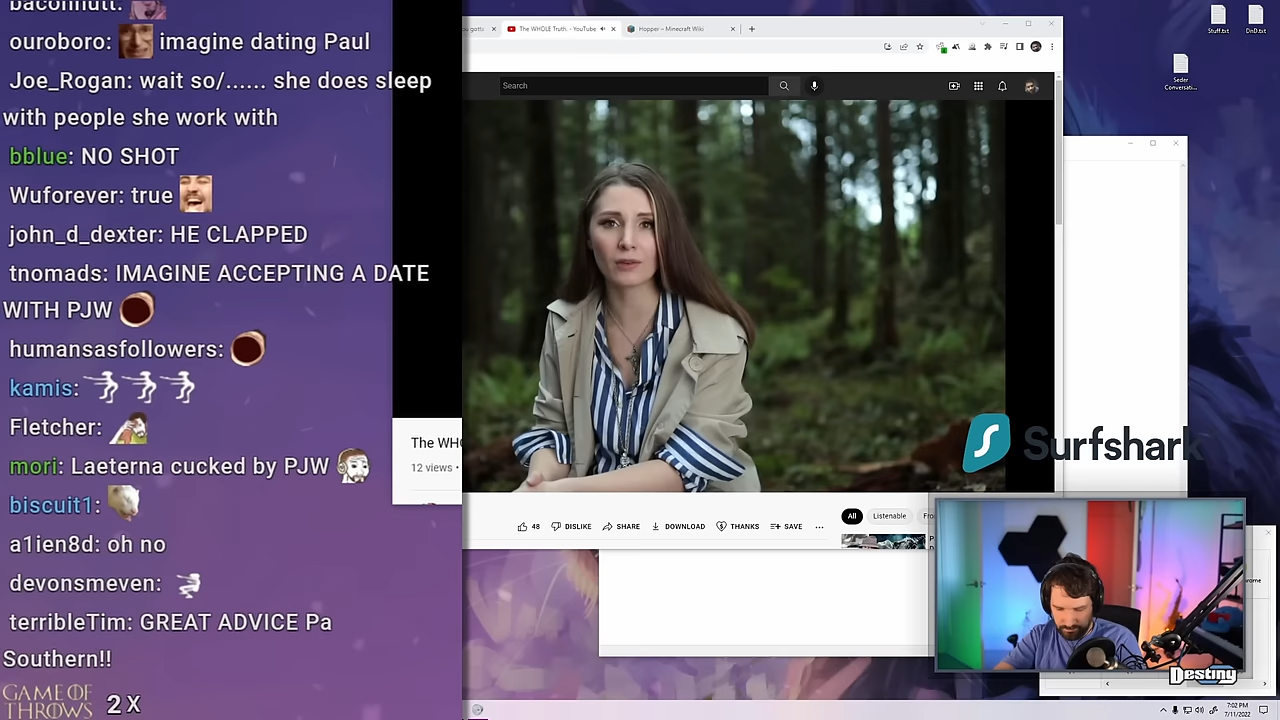 baconnutt:
ouroboro: imagine dating Paul
Joe_Rogan: wait so/...... she does sleep
with people she work with
bblue: NO SHOT
Wuforever: true
john_d_dexter: HE CLAPPED
tnomads: IMAGINE ACCEPTING A DATE
WITH PJW
humansasfollowers:
kamis:
Fletcher:
mori: Laeterna cucked by PJW
biscuit1:
a1ien8d: oh no
devonsmeven:
terribleTim: GREAT ADVICE Pa
Southern!!
GAME OF
THROWS 2 X
The WHOLE Truth. - YouTube
Hopper – Minecraft Wiki
Search
The WHO
12 views •
48 DISLIKE SHARE DOWNLOAD THANKS SAVE
All Listenable Fro
Surfshark
Stuff.txt
DnD.txt
Seder
Conversati...
hrome
Destiny
7:02 PM
7/11/2022